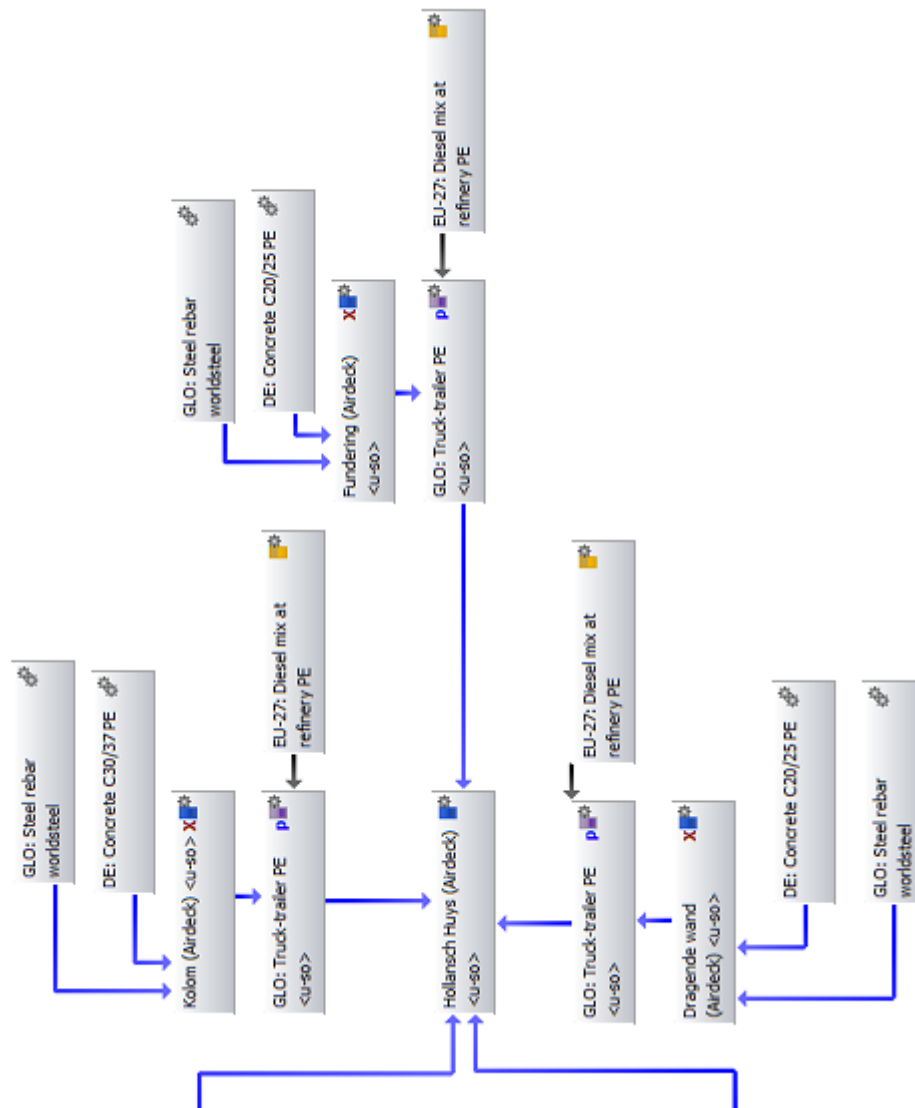 GLO: Steel rebar
worldsteel
DE: Concrete C30/37 PE
Kolom (Airdeck) <u-so> X
GLO: Truck-trailer PE p
<u-so>
EU-27: Diesel mix at
refinery PE
GLO: Steel rebar
worldsteel
DE: Concrete C20/25 PE
Fundering (Airdeck) X
<u-so>
GLO: Truck-trailer PE p
<u-so>
EU-27: Diesel mix at
refinery PE
Hollansch Huys (Airdeck)
<u-so>
GLO: Truck-trailer PE p
<u-so>
EU-27: Diesel mix at
refinery PE
Dragende wand X
(Airdeck) <u-so>
DE: Concrete C20/25 PE
GLO: Steel rebar
worldsteel